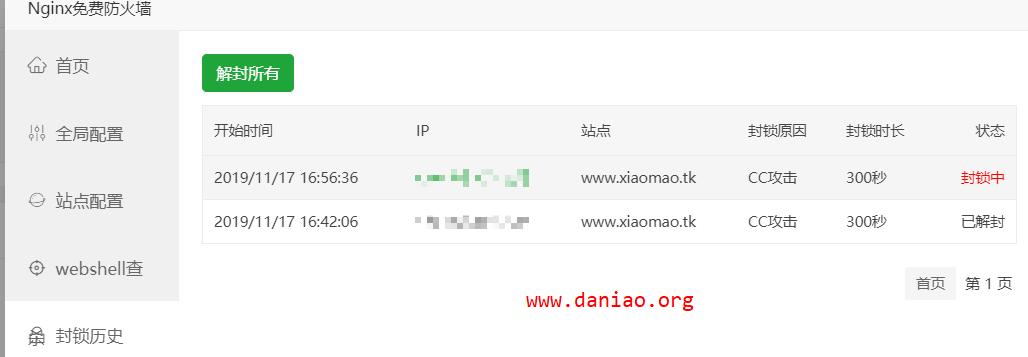 Nginx免费防火墙
首页
全局配置
站点配置
webshell查
封锁历史
解封所有
开始时间 IP 站点 封锁原因 封锁时长 状态
2019/11/17 16:56:36 www.xiaomao.tk CC攻击 300秒 封锁中
2019/11/17 16:42:06 www.xiaomao.tk CC攻击 300秒 已解封
首页 第 1 页
www.daniao.org